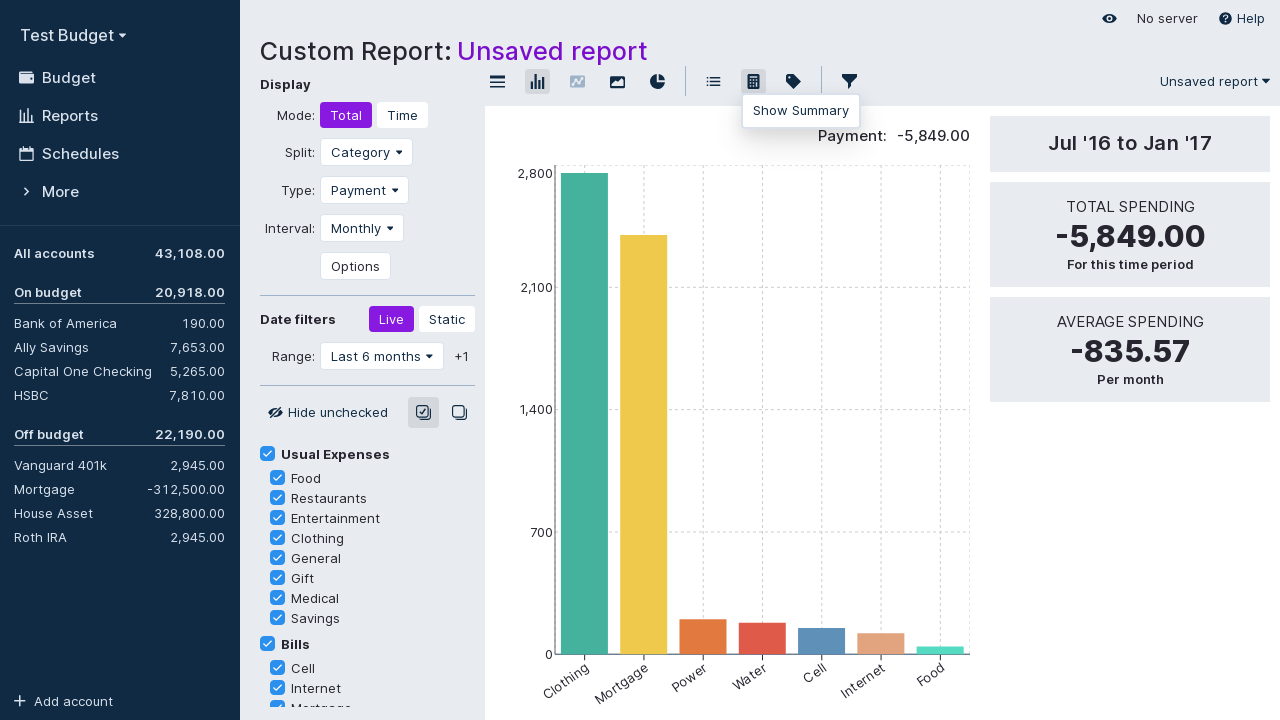 Test Budget
Budget
Reports
Schedules
More
All accounts 43,108.00
On budget 20,918.00
Bank of America 190.00
Ally Savings 7,653.00
Capital One Checking 5,265.00
HSBC 7,810.00
Off budget 22,190.00
Vanguard 401k 2,945.00
Mortgage -312,500.00
House Asset 328,800.00
Roth IRA 2,945.00
Add account
No server
Help
Custom Report: Unsaved report
Display
Mode: Total Time
Split: Category
Type: Payment
Interval: Monthly
Options
Date filters Live Static
Range: Last 6 months +1
Hide unchecked
Usual Expenses
Food
Restaurants
Entertainment
Clothing
General
Gift
Medical
Savings
Bills
Cell
Internet
Mortgage
Unsaved report
Show Summary
Payment: -5,849.00
2,800
2,100
1,400
700
0
Clothing
Mortgage
Power
Water
Cell
Internet
Food
Jul '16 to Jan '17
TOTAL SPENDING
-5,849.00
For this time period
AVERAGE SPENDING
-835.57
Per month